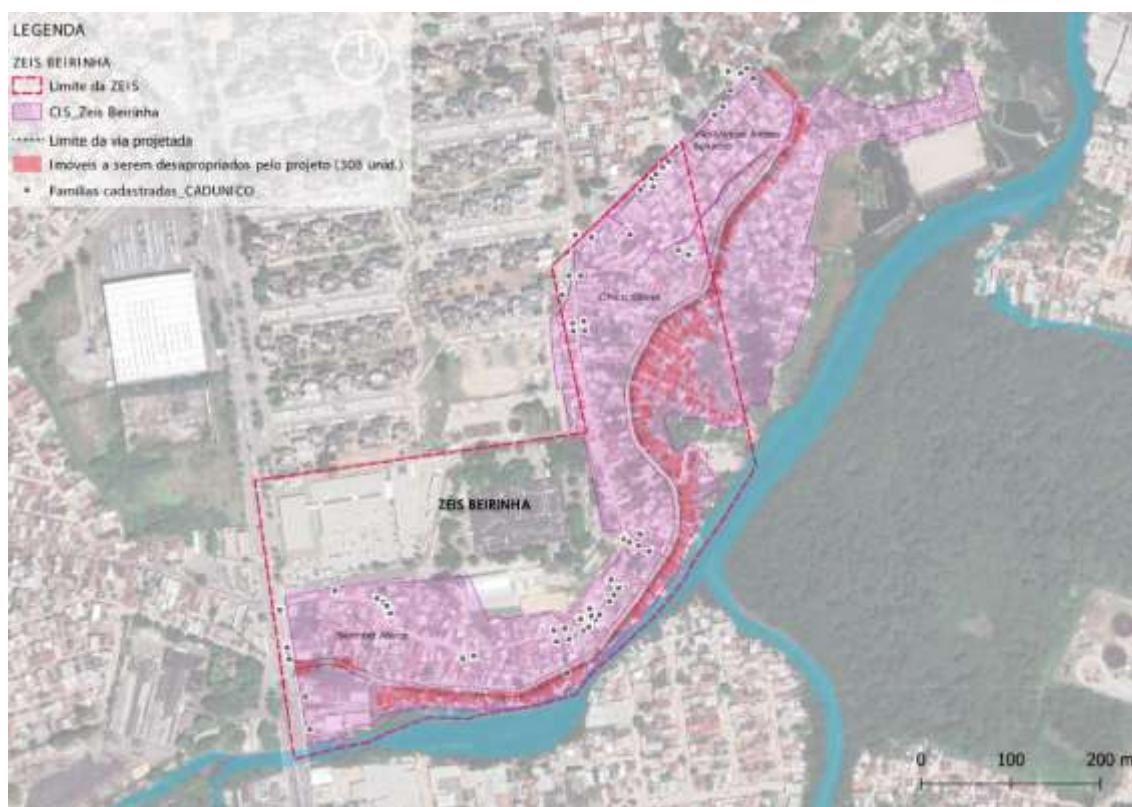 LEGENDA
ZEIS BEIRINHA
Limite da ZEIS
CIS_Zeis Beirinha
Limite da via projetada
Imóveis a serem desapropriados pelo projeto (308 unid.)
Famílias cadastradas_CADUNICO
ZEIS BEIRINHA
0 100 200 m